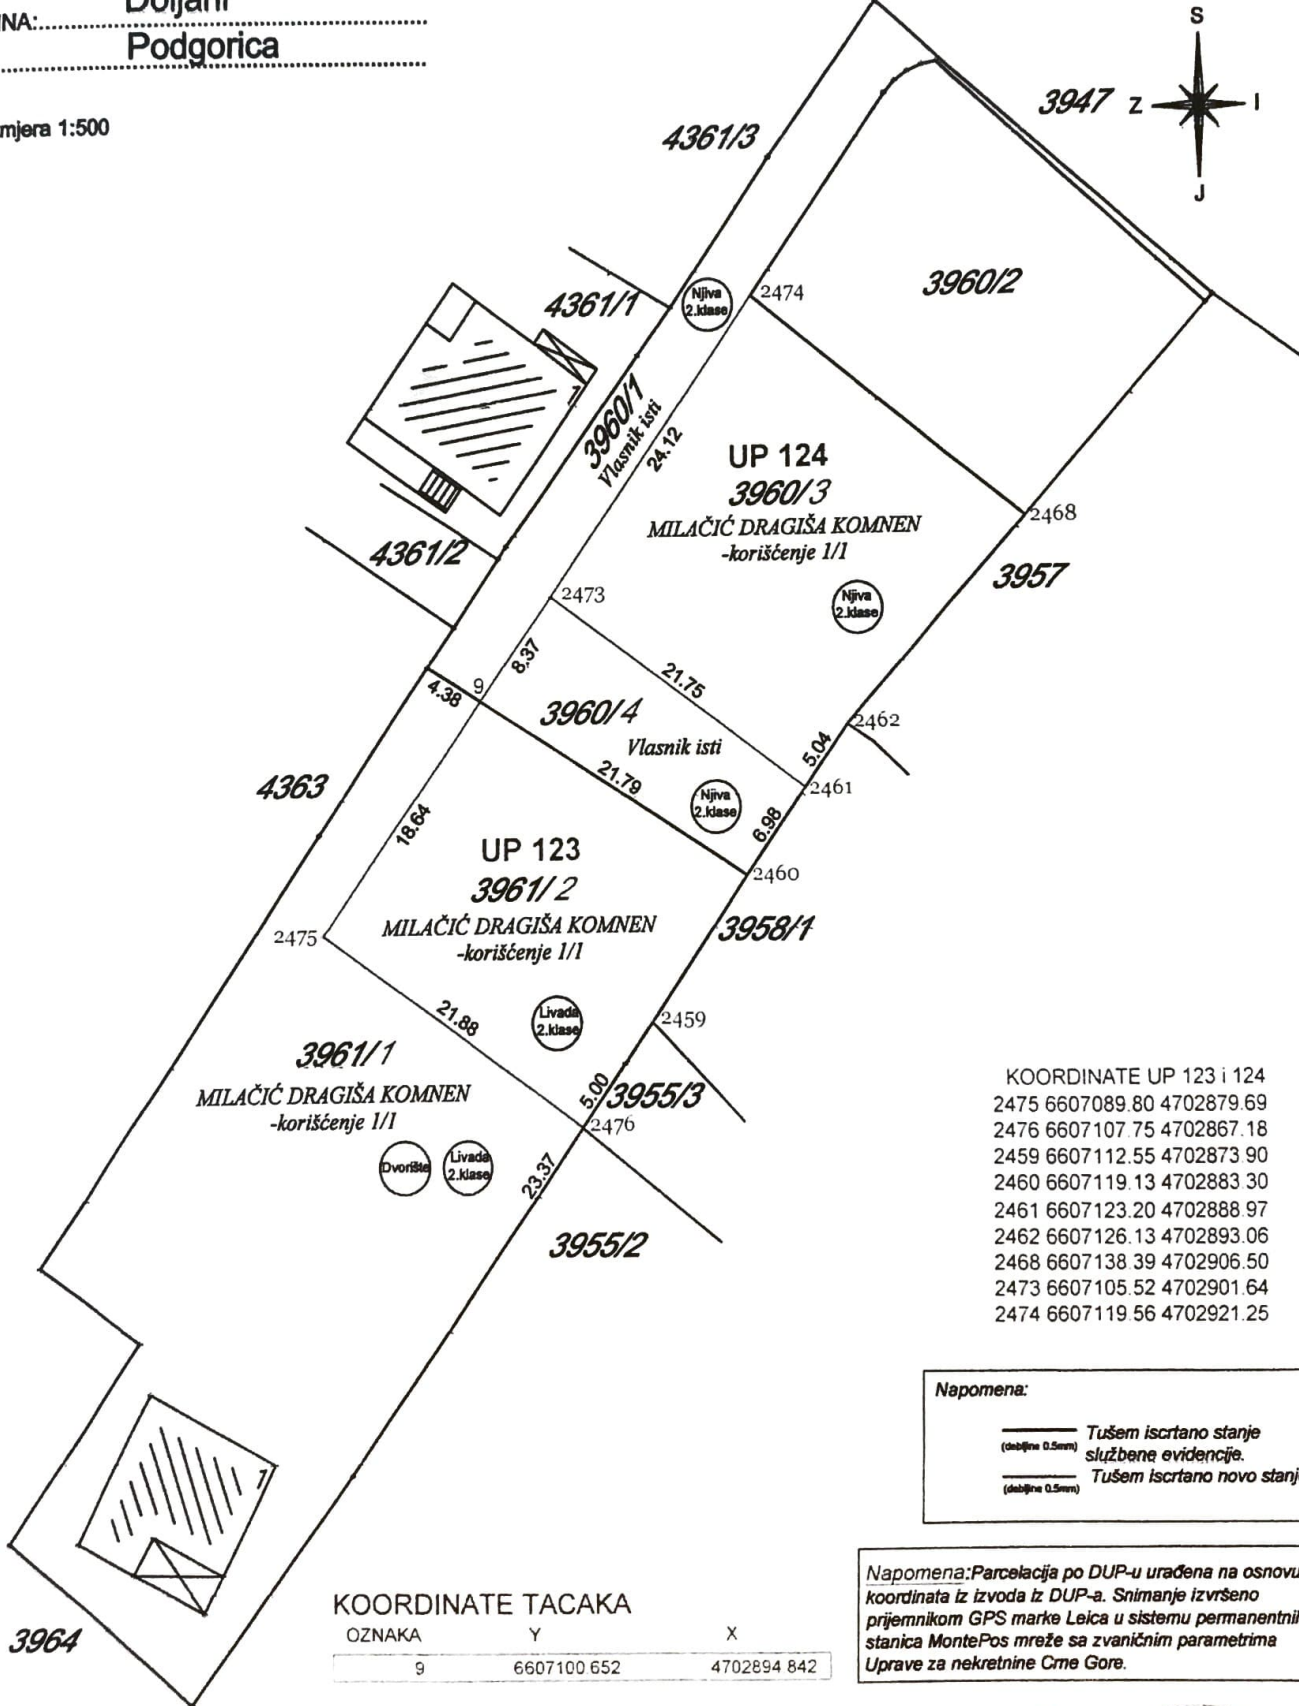 Doljani
Podgorica
mjera 1:500
S
Z
I
J
3947
4361/3
3960/2
4361/1
Njiva
2.klase
2474
3960/1
Vlasnik isti
24.12
1
UP 124
3960/3
MILAČIĆ DRAGIŠA KOMNEN
-korišćenje 1/1
2468
3957
4361/2
2473
Njiva
2.klase
8.37
21.75
4.38
9
3960/4
Vlasnik isti
2462
5.04
21.79
2461
Njiva
2.klase
6.98
4363
18.64
UP 123
3961/2
MILAČIĆ DRAGIŠA KOMNEN
-korišćenje 1/1
2460
3958/1
2475
21.88
Livada
2.klase
2459
3961/1
MILAČIĆ DRAGIŠA KOMNEN
-korišćenje 1/1
5.00
3955/3
2476
Dvorište
Livada
2.klase
23.37
3955/2
KOORDINATE UP 123 i 124
2475 6607089.80 4702879.69
2476 6607107.75 4702867.18
2459 6607112.55 4702873.90
2460 6607119.13 4702883.30
2461 6607123.20 4702888.97
2462 6607126.13 4702893.06
2468 6607138.39 4702906.50
2473 6607105.52 4702901.64
2474 6607119.56 4702921.25
Napomena:
Tušem iscrtano stanje
(debljine 0.5mm)
službene evidencije.
Tušem iscrtano novo stanj
(debljine 0.5mm)
1
3964
KOORDINATE TACAKA
OZNAKA Y X
9 6607100.652 4702894.842
Napomena:Parcelacija po DUP-u urađena na osnovu
koordinata iz izvoda iz DUP-a. Snimanje izvršeno
prijemnikom GPS marke Leica u sistemu permanentnih
stanica MontePos mreže sa zvaničnim parametrima
Uprave za nekretnine Crne Gore.